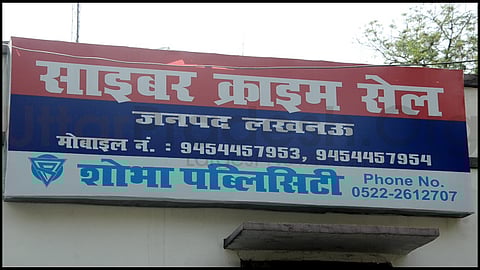 साइबर क्राइम सेल
जनपद लखनऊ
मोबाइल नं. : 9454457953, 9454457954
शोभा पब्लिसिटी
Phone No.
0522-2612707